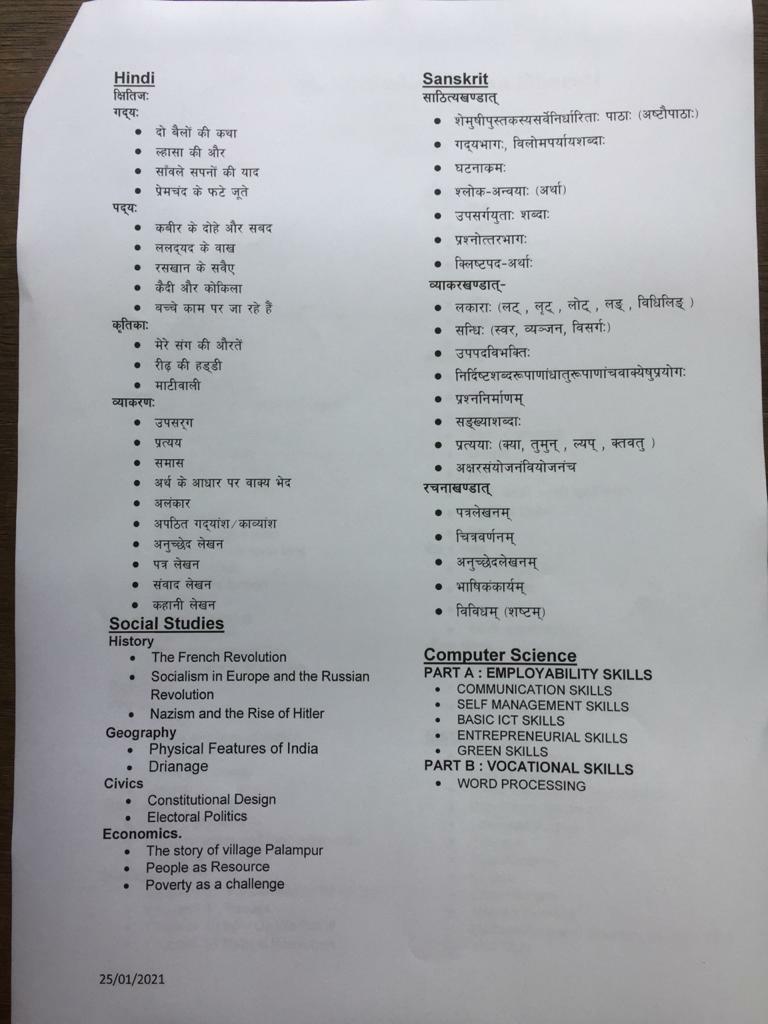 Hindi
क्षितिज:
गद्य:
• दो बैलों की कथा
• ल्हासा की और
• साँवले सपनों की याद
• प्रेमचंद के फटे जूते
पद्य:
• कबीर के दोहे और सबद
• ललद्यद के वाख
• रसखान के सवैए
• कैदी और कोकिला
• बच्चे काम पर जा रहे हैं
कृतिका:
• मेरे संग की औरतें
• रीढ़ की हड्डी
• माटीवाली
व्याकरण:
• उपसर्ग
• प्रत्यय
• समास
• अर्थ के आधार पर वाक्य भेद
• अलंकार
• अपठित गद्यांश/काव्यांश
• अनुच्छेद लेखन
• पत्र लेखन
• संवाद लेखन
• कहानी लेखन
Social Studies
History
• The French Revolution
• Socialism in Europe and the Russian
Revolution
• Nazism and the Rise of Hitler
Geography
• Physical Features of India
• Drianage
Civics
• Constitutional Design
• Electoral Politics
Economics.
• The story of village Palampur
• People as Resource
• Poverty as a challenge
25/01/2021
Sanskrit
साठित्यखण्डात्
• शेमुषीपुस्तकस्यसर्वेनिर्धारिताः पाठाः (अष्टौपाठाः)
• गद्यभागः, विलोमपर्यायशब्दाः
• घटनाक्रमः
• श्लोक-अन्वयाः (अर्था)
• उपसर्गयुताः शब्दाः
• प्रश्नोत्तरभागः
• क्लिष्टपद-अर्थाः
व्याकरखण्डात्-
• लकाराः (लट् , लृट् , लोट् , लङ् , विधिलिङ् )
• सन्धिः (स्वर, व्यञ्जन, विसर्गः)
• उपपदविभक्तिः
• निर्दिष्टशब्दरूपाणांधातुरूपाणांचवाक्येषुप्रयोगः
• प्रश्ननिर्माणम्
• सङ्ख्याशब्दाः
• प्रत्ययाः (क्या, तुमुन् , ल्यप् , क्तवतु )
• अक्षरसंयोजनंवियोजनंच
रचनाखण्डात्
• पत्रलेखनम्
• चित्रवर्णनम्
• अनुच्छेदलेखनम्
• भाषिकंकार्यम्
• विविधम् (शष्टम्)
Computer Science
PART A : EMPLOYABILITY SKILLS
• COMMUNICATION SKILLS
• SELF MANAGEMENT SKILLS
• BASIC ICT SKILLS
• ENTREPRENEURIAL SKILLS
• GREEN SKILLS
PART B : VOCATIONAL SKILLS
• WORD PROCESSING